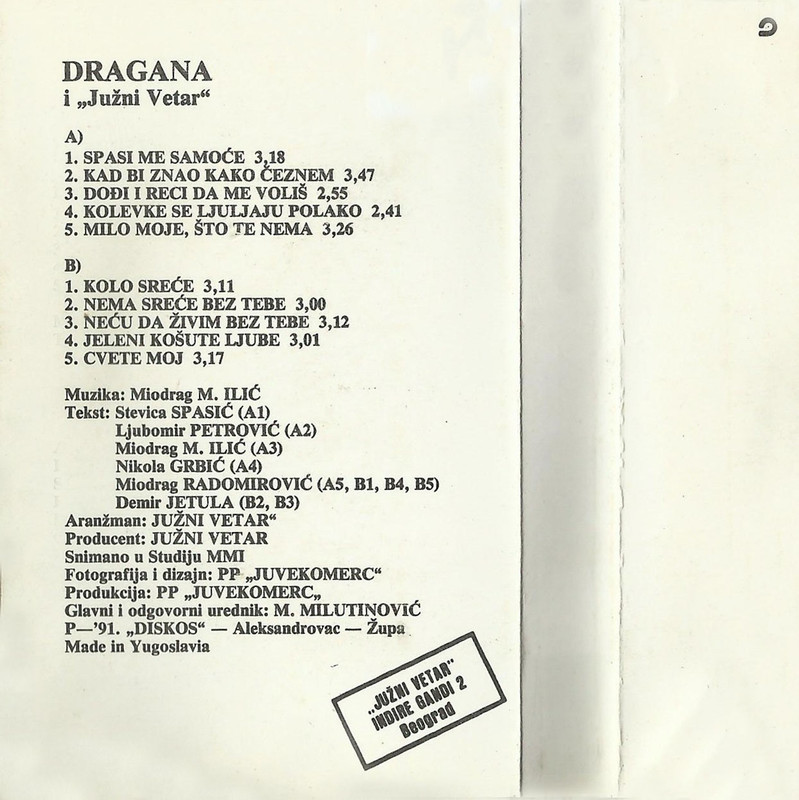 DRAGANA
i „Južni Vetar“
A)
1. SPASI ME SAMOĆE 3,18
2. KAD BI ZNAO KAKO ČEZNEM 3,47
3. DOĐI I RECI DA ME VOLIŠ 2,55
4. KOLEVKE SE LJULJAJU POLAKO 2,41
5. MILO MOJE, ŠTO TE NEMA 3,26
B)
1. KOLO SREĆE 3,11
2. NEMA SREĆE BEZ TEBE 3,00
3. NEĆU DA ŽIVIM BEZ TEBE 3,12
4. JELENI KOŠUTE LJUBE 3,01
5. CVETE MOJ 3,17
Muzika: Miodrag M. ILIĆ
Tekst: Stevica SPASIĆ (A1)
Ljubomir PETROVIĆ (A2)
Miodrag M. ILIĆ (A3)
Nikola GRBIĆ (A4)
Miodrag RADOMIROVIĆ (A5, B1, B4, B5)
Demir JETULA (B2, B3)
Aranžman: JUŽNI VETAR“
Producent: JUŽNI VETAR
Snimano u Studiju MMI
Fotografija i dizajn: PP „JUVEKOMERC“
Produkcija: PP „JUVEKOMERC„
Glavni i odgovorni urednik: M. MILUTINOVIĆ
P—'91. „DISKOS“ — Aleksandrovac — Župa
Made in Yugoslavia
„JUŽNI VETAR“
INDIRE GANDI 2
Beograd